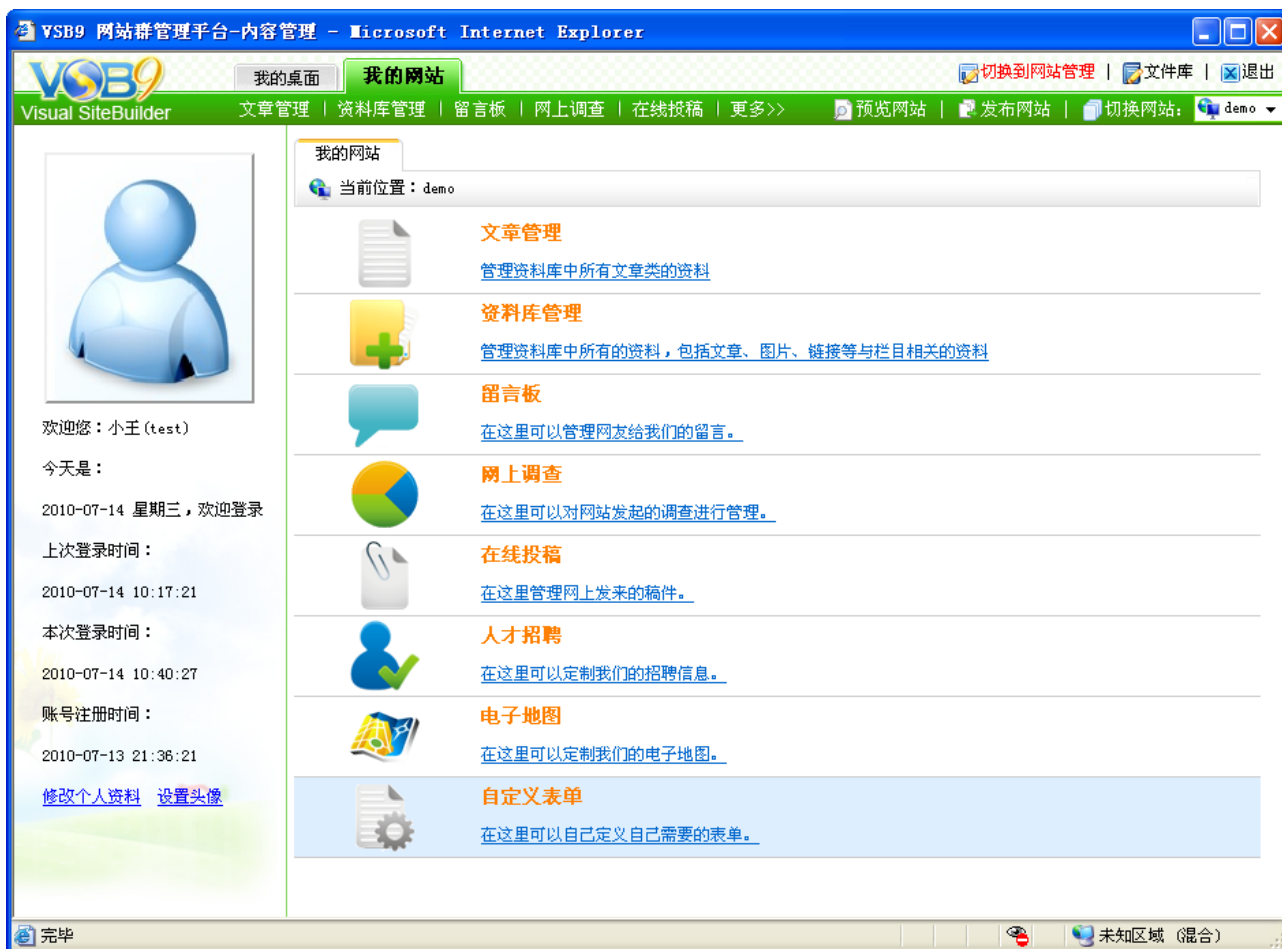 VSB9 网站群管理平台-内容管理 - Microsoft Internet Explorer
VSB9
Visual SiteBuilder
我的桌面 我的网站 切换到网站管理 | 文件库 | 退出
文章管理 | 资料库管理 | 留言板 | 网上调查 | 在线投稿 | 更多>> 预览网站 | 发布网站 | 切换网站： demo
我的网站
当前位置：demo
文章管理
管理资料库中所有文章类的资料
资料库管理
管理资料库中所有的资料，包括文章、图片、链接等与栏目相关的资料
留言板
在这里可以管理网友给我们的留言。
网上调查
在这里可以对网站发起的调查进行管理。
在线投稿
在这里管理网上发来的稿件。
人才招聘
在这里可以定制我们的招聘信息。
电子地图
在这里可以定制我们的电子地图。
自定义表单
在这里可以自己定义自己需要的表单。
欢迎您：小王(test)
今天是：
2010-07-14 星期三，欢迎登录
上次登录时间：
2010-07-14 10:17:21
本次登录时间：
2010-07-14 10:40:27
账号注册时间：
2010-07-13 21:36:21
修改个人资料 设置头像
完毕 未知区域 (混合)